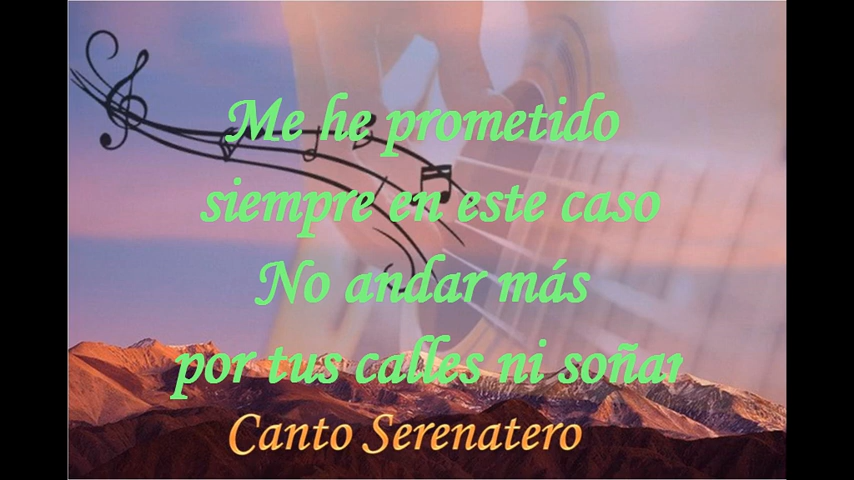 Me he prometido
siempre en este caso
No andar más
por tus calles ni soñar
Canto Serenatero